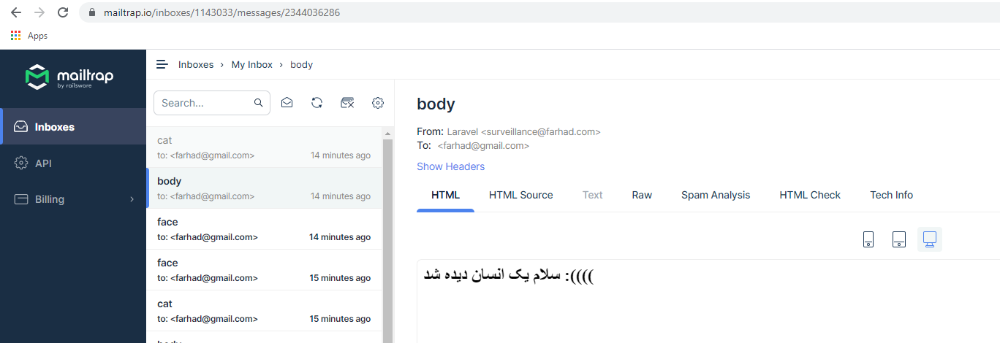 mailtrap.io/inboxes/1143033/messages/2344036286
Apps
mailtrap
by railsware
Inboxes
API
Billing
Inboxes › My Inbox › body
Search...
cat
to: <farhad@gmail.com> 14 minutes ago
body
to: <farhad@gmail.com> 14 minutes ago
face
to: <farhad@gmail.com> 14 minutes ago
face
to: <farhad@gmail.com> 15 minutes ago
cat
to: <farhad@gmail.com> 15 minutes ago
body
body
From: Laravel <surveillance@farhad.com>
To: <farhad@gmail.com>
Show Headers
HTML HTML Source Text Raw Spam Analysis HTML Check Tech Info
سلام یک انسان دیده شد :((((